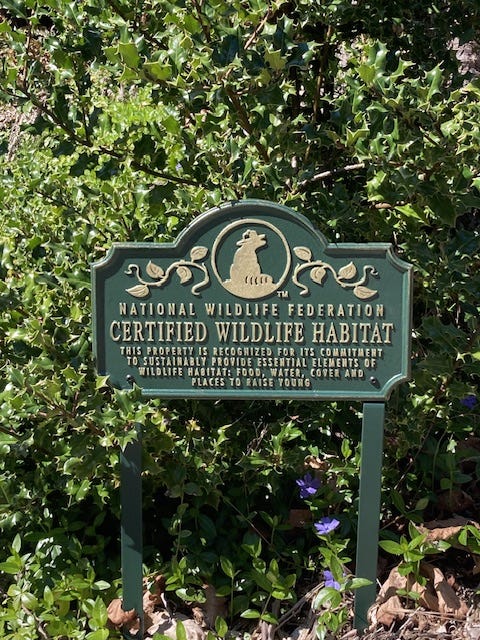 TM
NATIONAL WILDLIFE FEDERATION
CERTIFIED WILDLIFE HABITAT
THIS PROPERTY IS RECOGNIZED FOR ITS COMMITMENT
TO SUSTAINABLY PROVIDE ESSENTIAL ELEMENTS OF
WILDLIFE HABITAT: FOOD, WATER, COVER AND
PLACES TO RAISE YOUNG